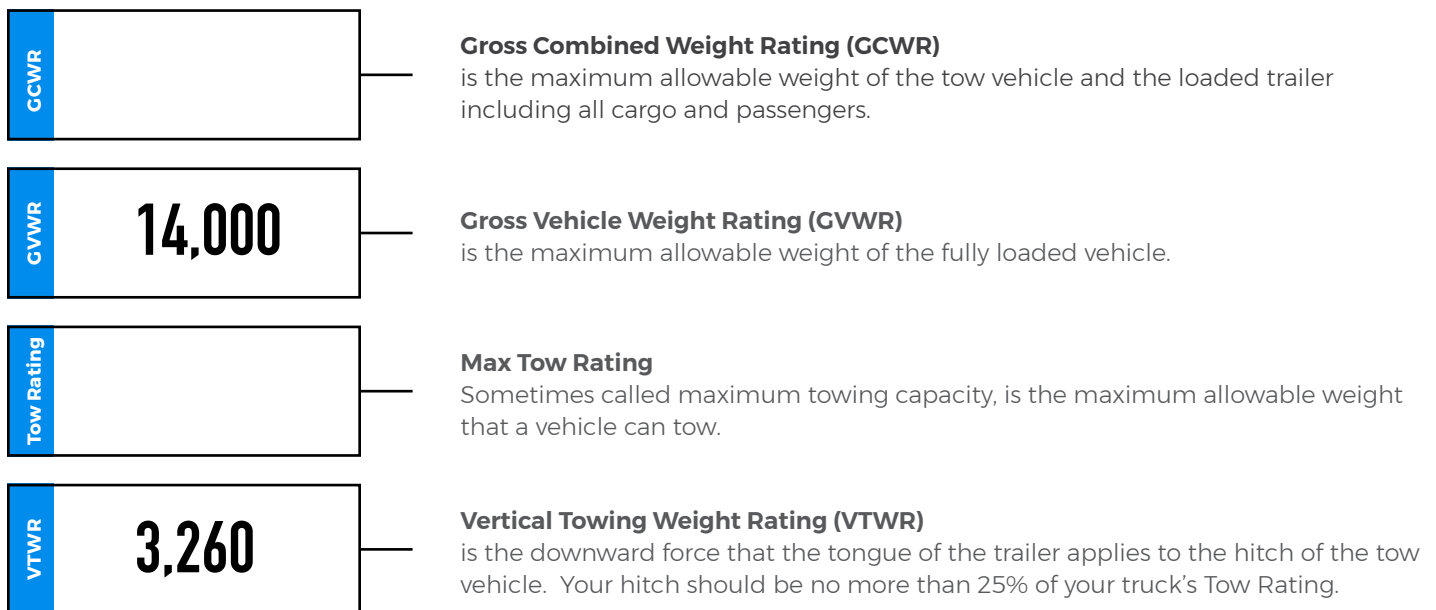 GCWR
Gross Combined Weight Rating (GCWR)
is the maximum allowable weight of the tow vehicle and the loaded trailer
including all cargo and passengers.
GVWR
14,000
Gross Vehicle Weight Rating (GVWR)
is the maximum allowable weight of the fully loaded vehicle.
Tow Rating
Max Tow Rating
Sometimes called maximum towing capacity, is the maximum allowable weight
that a vehicle can tow.
VTWR
3,260
Vertical Towing Weight Rating (VTWR)
is the downward force that the tongue of the trailer applies to the hitch of the tow
vehicle.  Your hitch should be no more than 25% of your truck's Tow Rating.